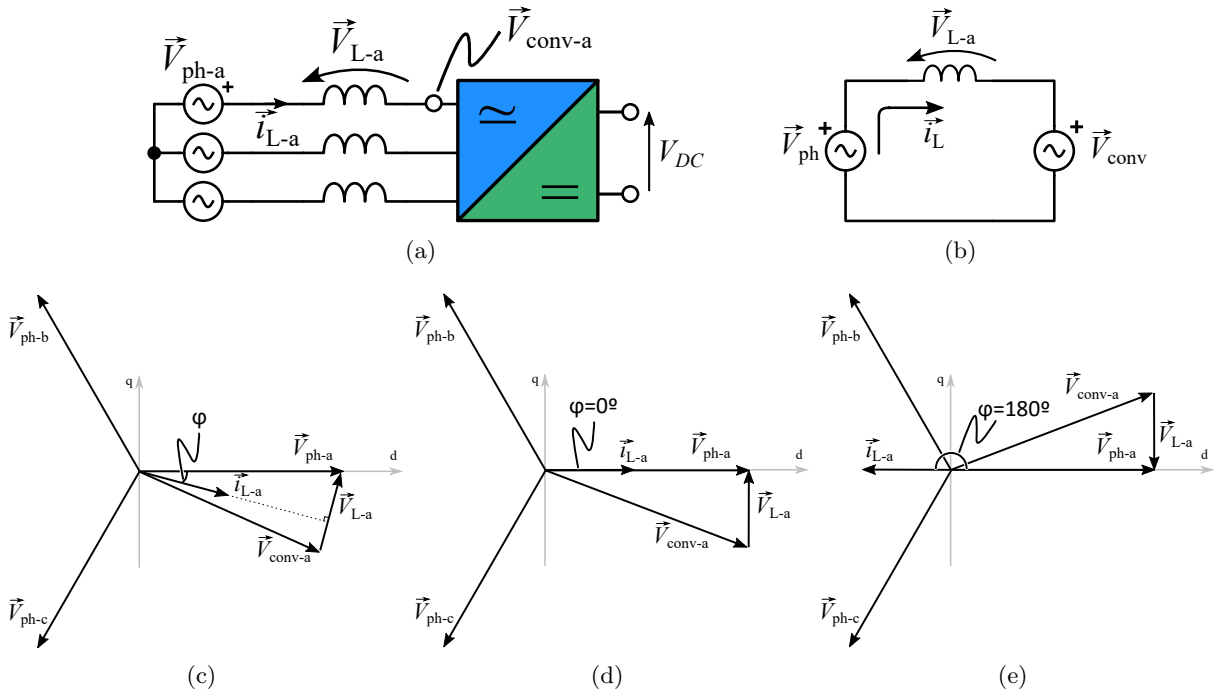 V⃗ph-a
+
V⃗L-a
V⃗conv-a
i⃗L-a
≃
=
VDC
(a)
V⃗L-a
+
V⃗ph
i⃗L
+
V⃗conv
(b)
V⃗ph-b
q
φ
V⃗ph-a
d
i⃗L-a
V⃗L-a
V⃗conv-a
V⃗ph-c
(c)
V⃗ph-b
q
φ=0º
i⃗L-a
V⃗ph-a
d
V⃗L-a
V⃗conv-a
V⃗ph-c
(d)
V⃗ph-b
q
φ=180º
V⃗conv-a
i⃗L-a
V⃗ph-a
V⃗L-a
d
V⃗ph-c
(e)